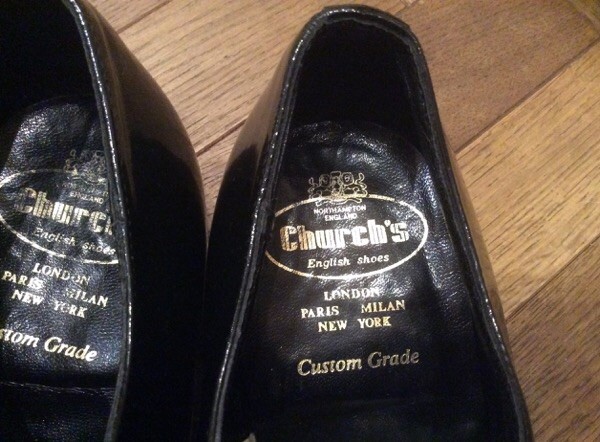 ENGLAND
Church
English shoes
LONDON
PARIS MILAN
NEW YORK
Custom Grade
NORTHAMPTON
ENGLAND
Church's
English shoes
LONDON
PARIS MILAN
NEW YORK
Custom Grade